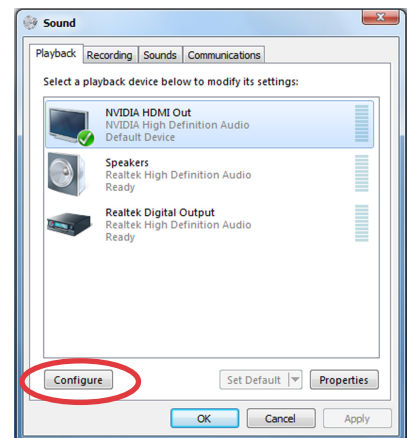 Sound
Playback Recording Sounds Communications
Select a playback device below to modify its settings:
NVIDIA HDMI Out
NVIDIA High Definition Audio
Default Device
Speakers
Realtek High Definition Audio
Ready
Realtek Digital Output
Realtek High Definition Audio
Ready
Configure Set Default Properties
OK Cancel Apply